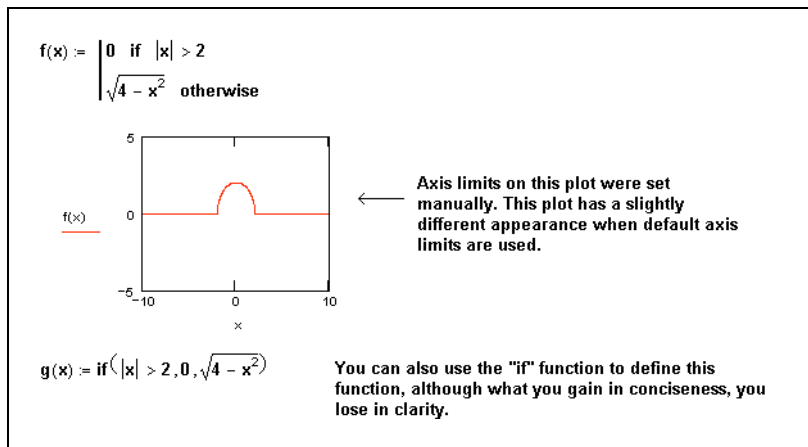 f(x) := | 0 if |x| > 2
√(4 − x²) otherwise
5
f(x)
0
−5
−10 0 10
x
Axis limits on this plot were set
manually. This plot has a slightly
different appearance when default axis
limits are used.
g(x) := if(|x| > 2, 0, √(4 − x²))
You can also use the "if" function to define this
function, although what you gain in conciseness, you
lose in clarity.